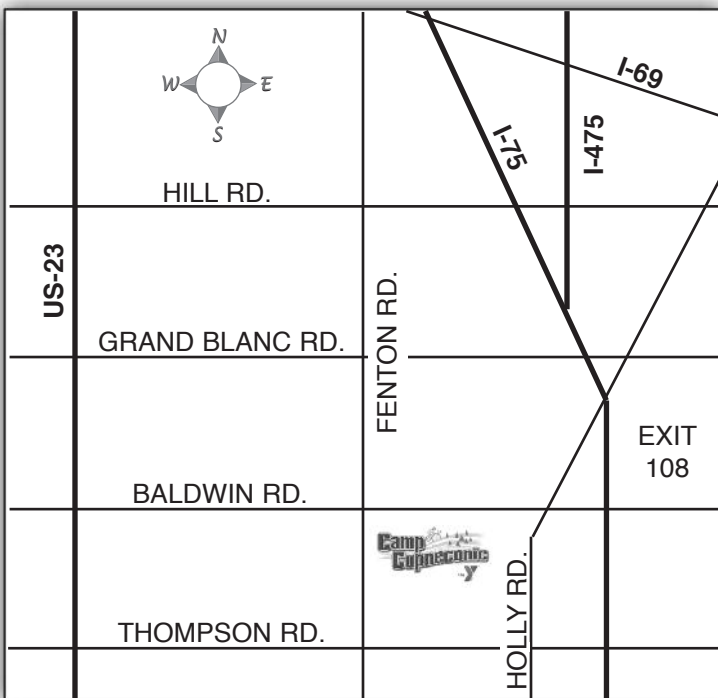 N
W
E
S
I-69
I-75
I-475
HILL RD.
US-23
FENTON RD.
GRAND BLANC RD.
EXIT
108
BALDWIN RD.
Camp
Copneconic
Y
HOLLY RD.
THOMPSON RD.